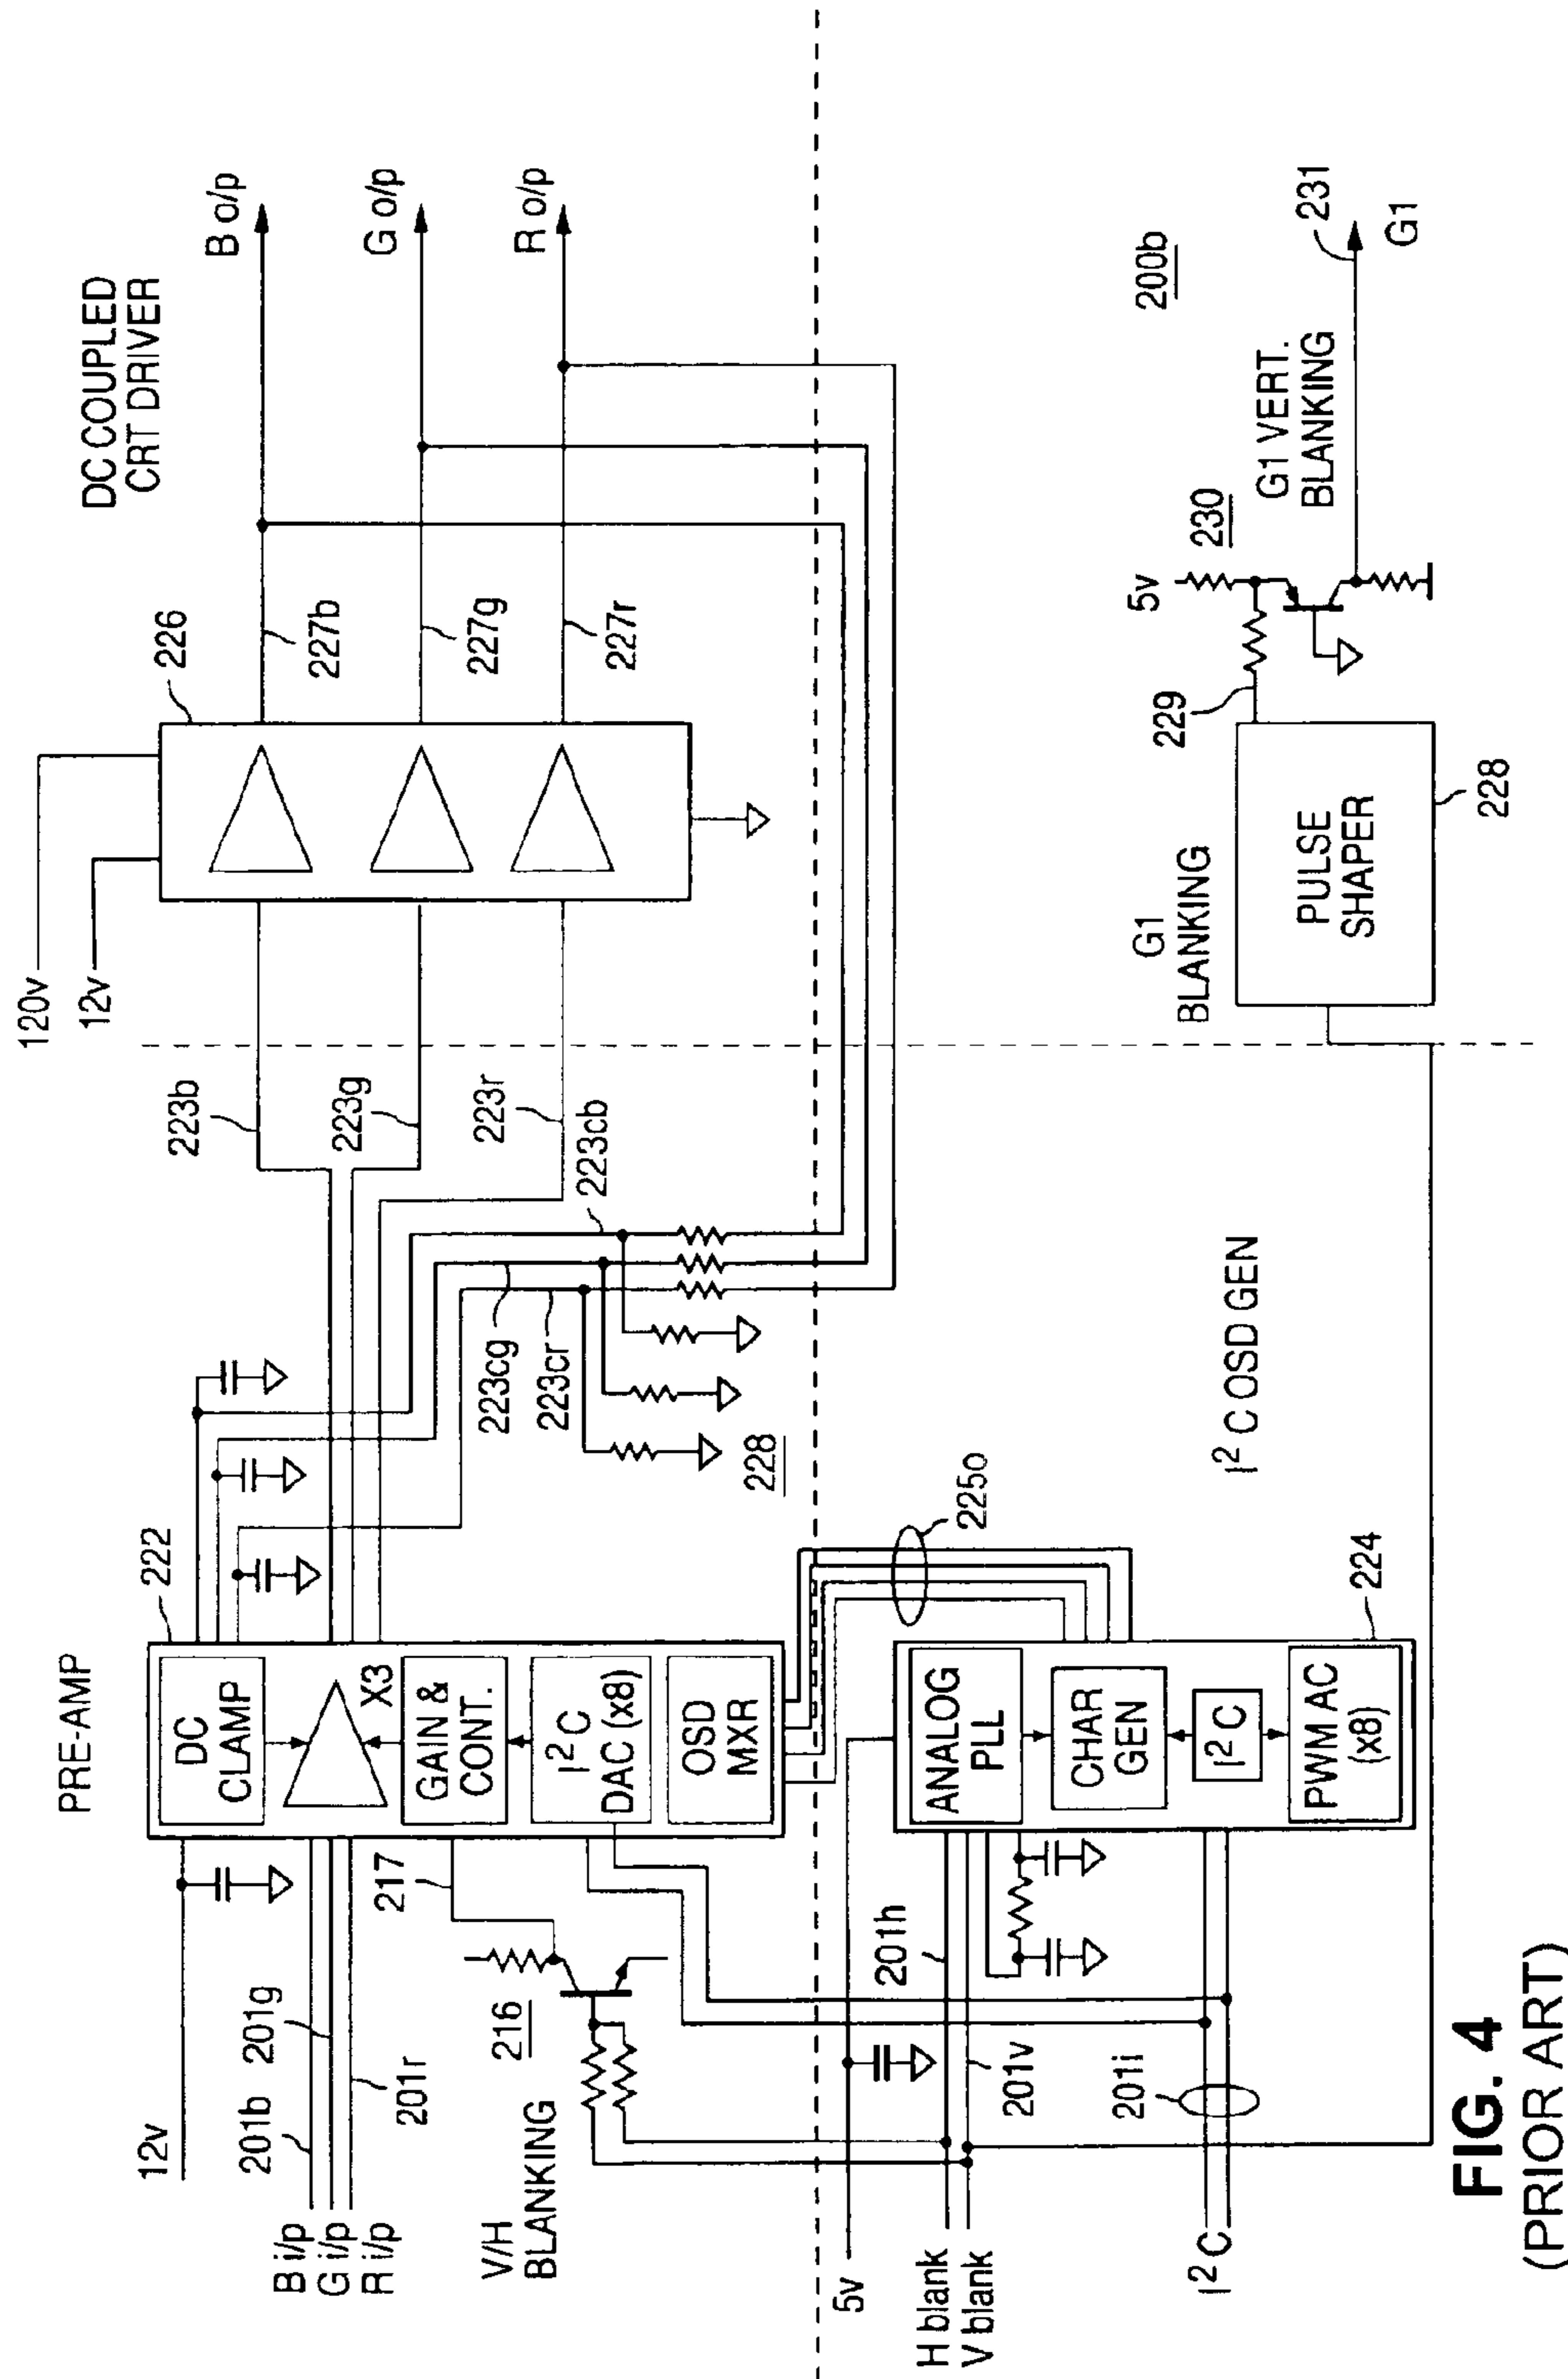 PRE-AMP
222
DC
CLAMP
X3
GAIN &
CONT.
I² C
DAC (x8)
OSD
MXR
12v
201b
201g
B i/p
G i/p
R i/p
201r
217
V/H
BLANKING
216
223b
223g
223r
223cb
223cg
223cr
228
120v
12v
226
DC COUPLED
CRT DRIVER
227b
227g
227r
B o/p
G o/p
R o/p
225o
5v
H blank
V blank
201h
201v
201i
I² C
ANALOG
PLL
CHAR
GEN
I² C
PWM AC
(x8)
224
I² C OSD GEN
G1
BLANKING
PULSE
SHAPER
228
229
5v
230
G1 VERT.
BLANKING
200b
231
G1
FIG. 4
(PRIOR ART)